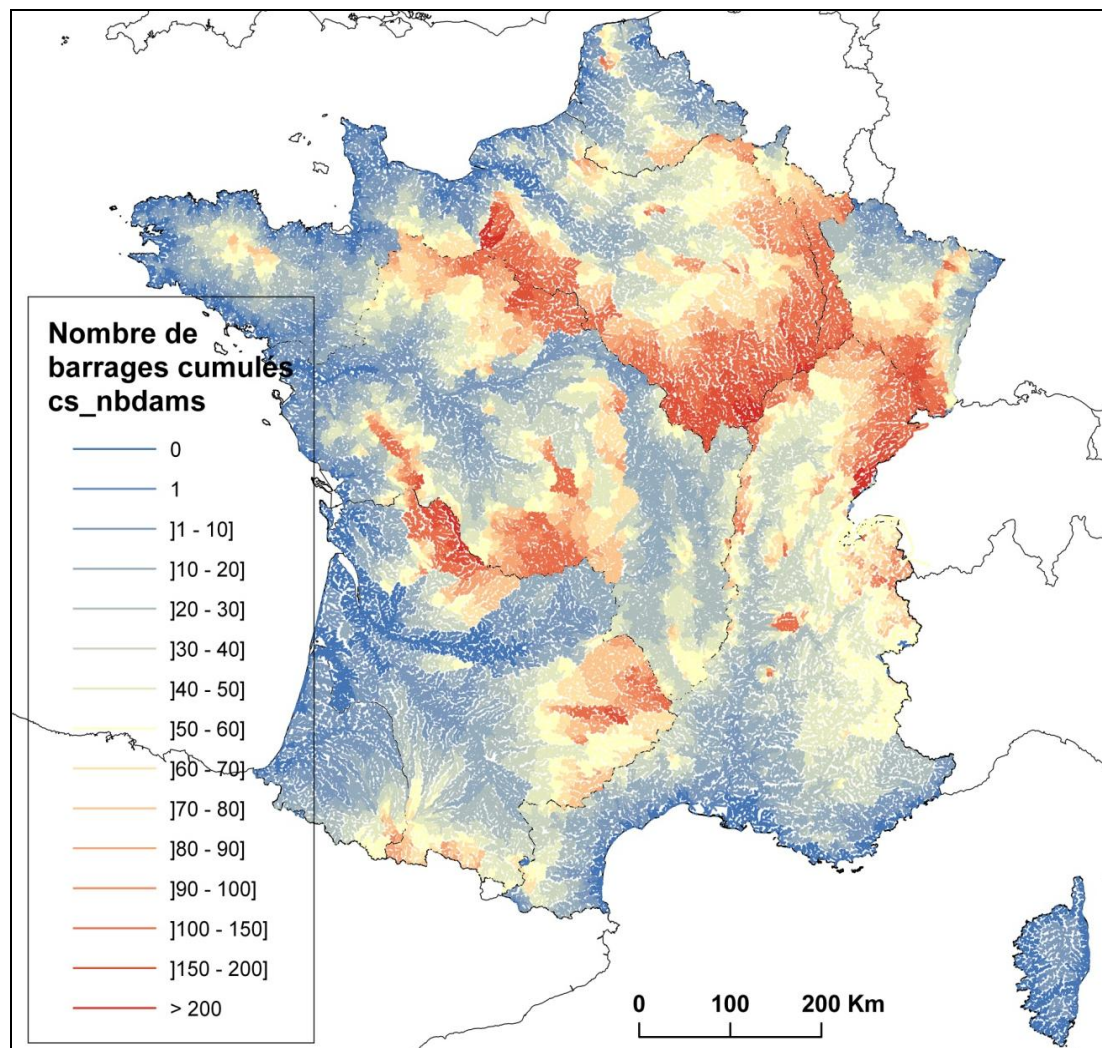 Nombre de
barrages cumulés
cs_nbdams
0
1
]1 - 10]
]10 - 20]
]20 - 30]
]30 - 40]
]40 - 50]
]50 - 60]
]60 - 70]
]70 - 80]
]80 - 90]
]90 - 100]
]100 - 150]
]150 - 200]
> 200
0 100 200 Km